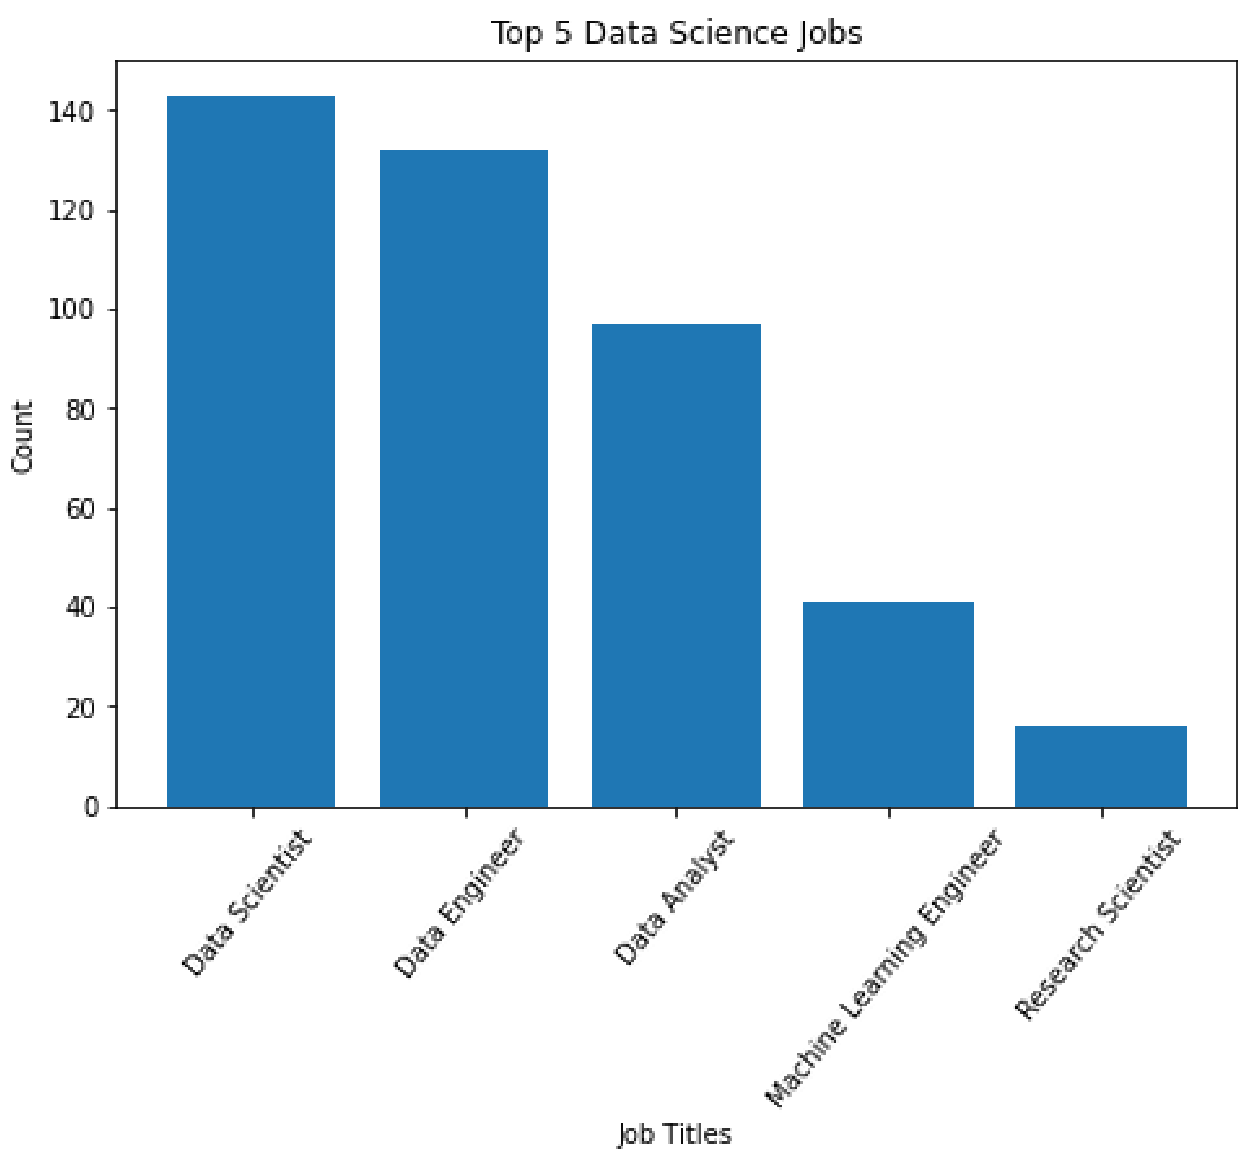 Top 5 Data Science Jobs
140
120
100
80
60
40
20
0
Count
Data Scientist
Data Engineer
Data Analyst
Machine Learning Engineer
Research Scientist
Job Titles